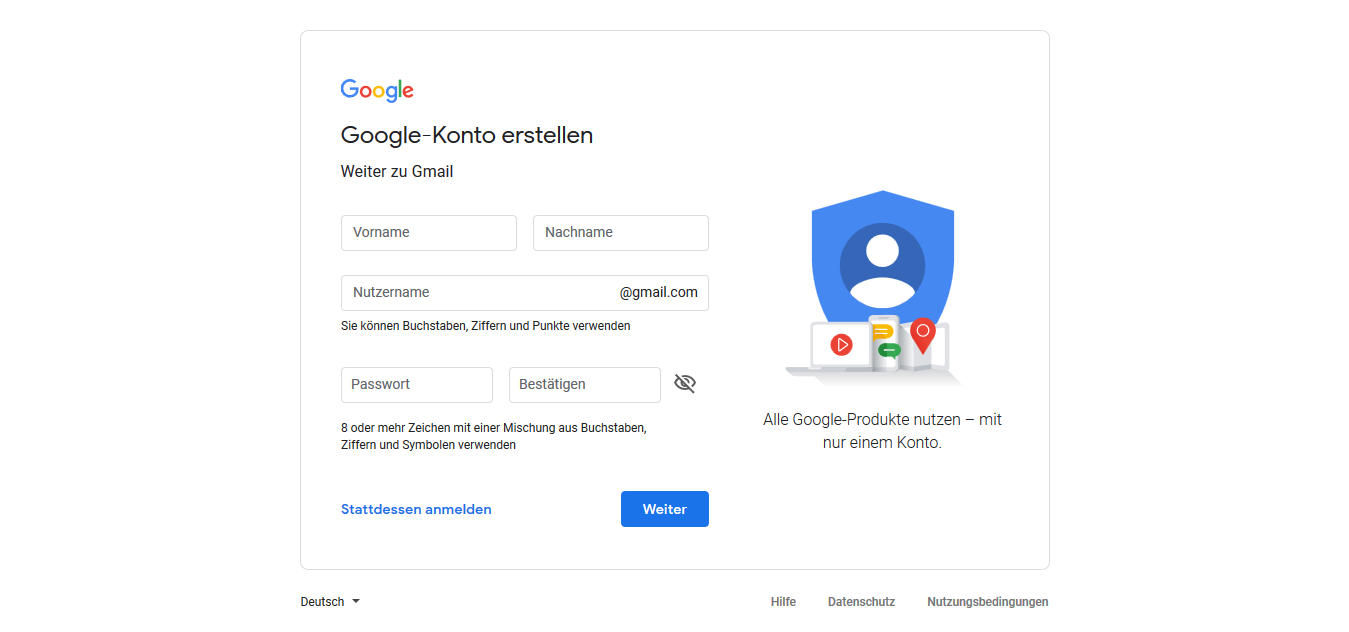 Google
Google-Konto erstellen
Weiter zu Gmail
Vorname
Nachname
Nutzername
@gmail.com
Sie können Buchstaben, Ziffern und Punkte verwenden
Passwort
Bestätigen
8 oder mehr Zeichen mit einer Mischung aus Buchstaben,
Ziffern und Symbolen verwenden
Stattdessen anmelden
Weiter
Alle Google-Produkte nutzen – mit
nur einem Konto.
Deutsch
Hilfe
Datenschutz
Nutzungsbedingungen